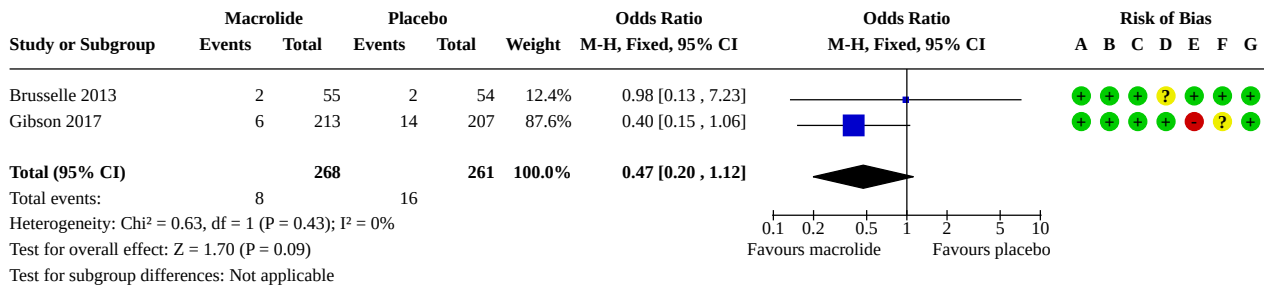 Macrolide Placebo Odds Ratio Odds Ratio Risk of Bias
Study or Subgroup Events Total Events Total Weight M-H, Fixed, 95% CI M-H, Fixed, 95% CI A B C D E F G
Brusselle 2013 2 55 2 54 12.4% 0.98 [0.13 , 7.23] + + + ? + + +
Gibson 2017 6 213 14 207 87.6% 0.40 [0.15 , 1.06] + + + + - ? +
Total (95% CI) 268 261 100.0% 0.47 [0.20 , 1.12]
Total events: 8 16
Heterogeneity: Chi² = 0.63, df = 1 (P = 0.43); I² = 0%
0.1 0.2 0.5 1 2 5 10
Test for overall effect: Z = 1.70 (P = 0.09) Favours macrolide Favours placebo
Test for subgroup differences: Not applicable